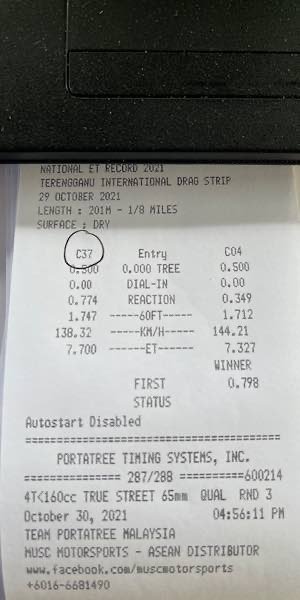 NATIONAL ET RECORD 2021
TERENGGANU INTERNATIONAL DRAG STRIP
29 OCTOBER 2021
LENGTH : 201M - 1/8 MILES
SURFACE : DRY
C37 Entry C04
0.500 0.000 TREE 0.500
0.00 DIAL-IN 0.00
0.774 REACTION 0.349
1.747 -----60FT----- 1.712
138.32 -----KM/H----- 144.21
7.700 ------ET------ 7.327
WINNER
FIRST 0.798
STATUS
Autostart Disabled
========================================
PORTATREE TIMING SYSTEMS, INC.
=============== 287/288 ==========600214
4T<160cc TRUE STREET 65mm QUAL RND 3
October 30, 2021 04:56:11 PM
TEAM PORTATREE MALAYSIA
MUSC MOTORSPORTS - ASEAN DISTRIBUTOR
www.facebook.com/muscmotorsports
+6016-6681490